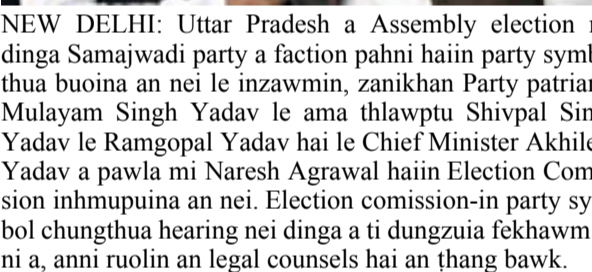 NEW DELHI: Uttar Pradesh a Assembly election
dinga Samajwadi party a faction pahni haiin party symb
thua buoina an nei le inzawmin, zanikhan Party patriar
Mulayam Singh Yadav le ama thlawptu Shivpal Sin
Yadav le Ramgopal Yadav hai le Chief Minister Akhile
Yadav a pawla mi Naresh Agrawal haiin Election Com
sion inhmupuina an nei. Election comission-in party sy
bol chungthua hearing nei dinga a ti dungzuia fekhawm
ni a, anni ruolin an legal counsels hai an ṭhang bawk.